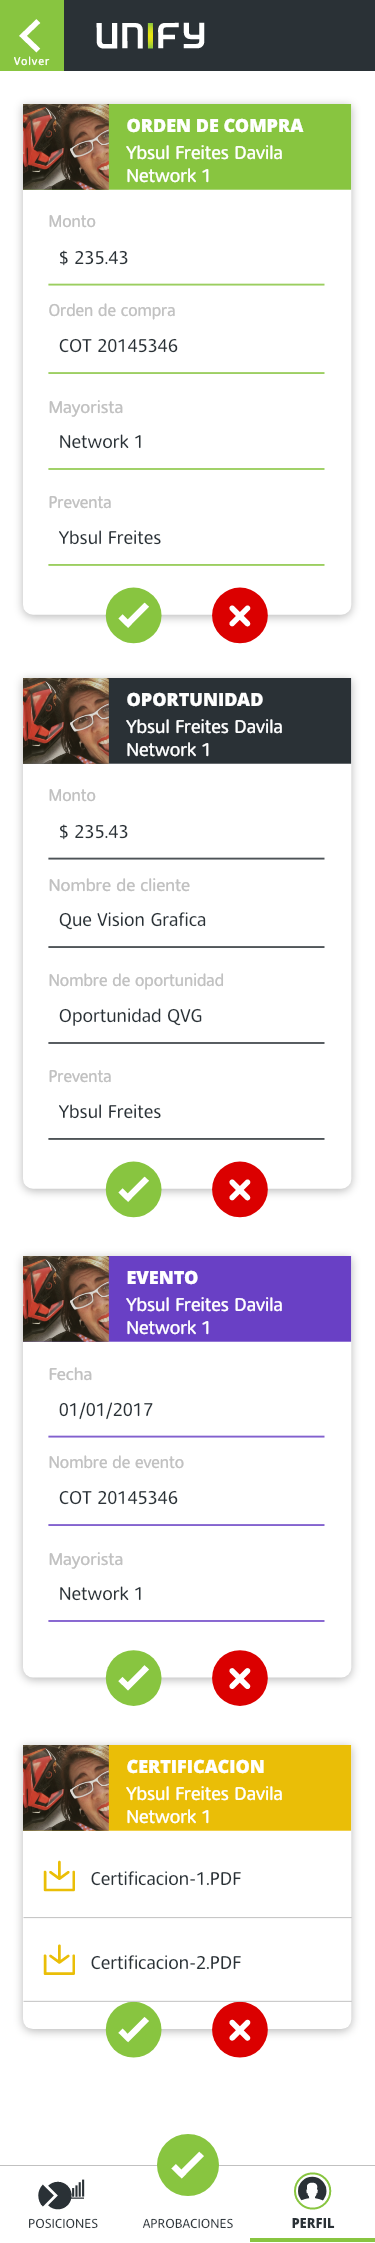 Volver
UNIFY
ORDEN DE COMPRA
Ybsul Freites Davila
Network 1
Monto
$ 235.43
Orden de compra
COT 20145346
Mayorista
Network 1
Preventa
Ybsul Freites
OPORTUNIDAD
Ybsul Freites Davila
Network 1
Monto
$ 235.43
Nombre de cliente
Que Vision Grafica
Nombre de oportunidad
Oportunidad QVG
Preventa
Ybsul Freites
EVENTO
Ybsul Freites Davila
Network 1
Fecha
01/01/2017
Nombre de evento
COT 20145346
Mayorista
Network 1
CERTIFICACION
Ybsul Freites Davila
Network 1
Certificacion-1.PDF
Certificacion-2.PDF
POSICIONES
APROBACIONES
PERFIL